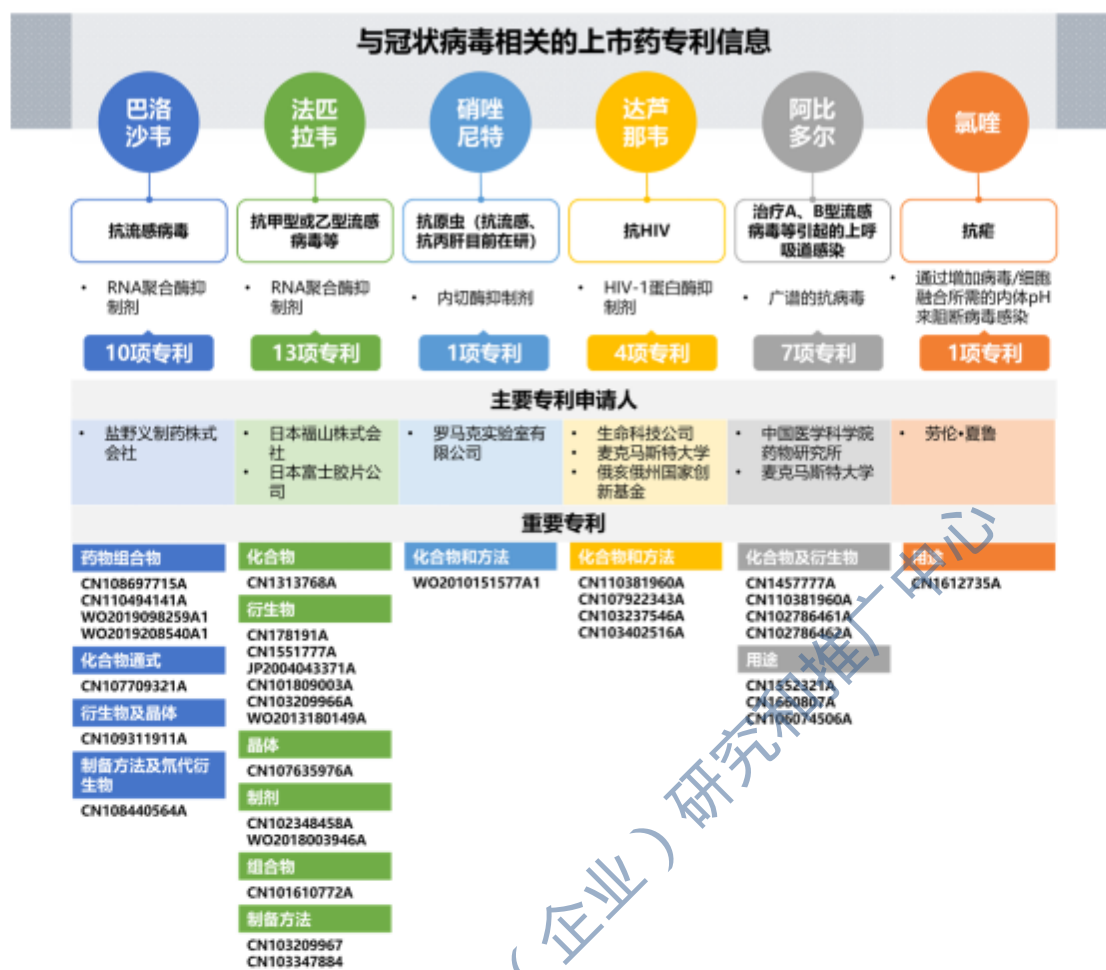 与冠状病毒相关的上市药专利信息
巴洛
沙韦
法匹
拉韦
硝唑
尼特
达芦
那韦
阿比
多尔
氯喹
抗流感病毒
抗甲型或乙型流感
病毒等
抗原虫（抗流感、
抗丙肝目前在研）
抗HIV
治疗A、B型流感
病毒等引起的上呼
吸道感染
抗疟
• RNA聚合酶抑
制剂
• RNA聚合酶抑
制剂
• 内切酶抑制剂
• HIV-1蛋白酶抑
制剂
• 广谱的抗病毒
• 通过增加病毒/细胞
融合所需的内体pH
来阻断病毒感染
10项专利
13项专利
1项专利
4项专利
7项专利
1项专利
主要专利申请人
• 盐野义制药株式
会社
• 日本福山株式会
社
• 日本富士胶片公
司
• 罗马克实验室有
限公司
• 生命科技公司
• 麦克马斯特大学
• 俄亥俄州国家创
新基金
• 中国医学科学院
药物研究所
• 麦克马斯特大学
• 劳伦•夏鲁
重要专利
药物组合物
CN108697715A
CN110494141A
WO2019098259A1
WO2019208540A1
化合物通式
CN107709321A
衍生物及晶体
CN109311911A
制备方法及氘代衍
生物
CN108440564A
化合物
CN1313768A
衍生物
CN178191A
CN1551777A
JP2004043371A
CN101809003A
CN103209966A
WO2013180149A
晶体
CN107635976A
制剂
CN102348458A
WO2018003946A
组合物
CN101610772A
制备方法
CN103209967
CN103347884
化合物和方法
WO2010151577A1
化合物和方法
CN110381960A
CN107922343A
CN103237546A
CN103402516A
化合物及衍生物
CN1457777A
CN110381960A
CN102786461A
CN102786462A
用途
CN1552321A
CN1660807A
CN106074506A
用途
CN1612735A
（企业）研究和推广中心